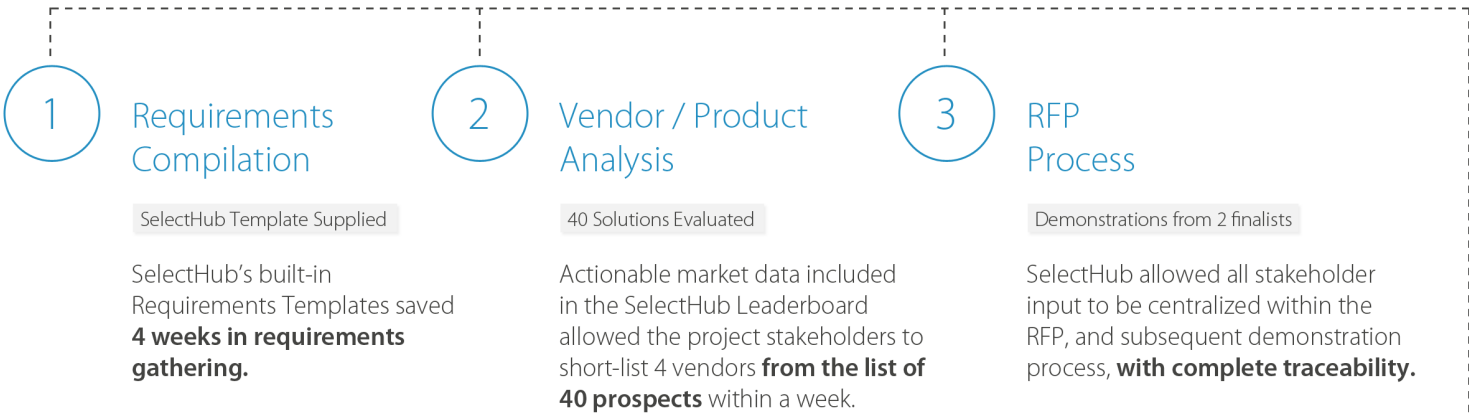 1
Requirements
Compilation
SelectHub Template Supplied
SelectHub’s built-in
Requirements Templates saved
4 weeks in requirements
gathering.
2
Vendor / Product
Analysis
40 Solutions Evaluated
Actionable market data included
in the SelectHub Leaderboard
allowed the project stakeholders to
short-list 4 vendors from the list of
40 prospects within a week.
3
RFP
Process
Demonstrations from 2 finalists
SelectHub allowed all stakeholder
input to be centralized within the
RFP, and subsequent demonstration
process, with complete traceability.